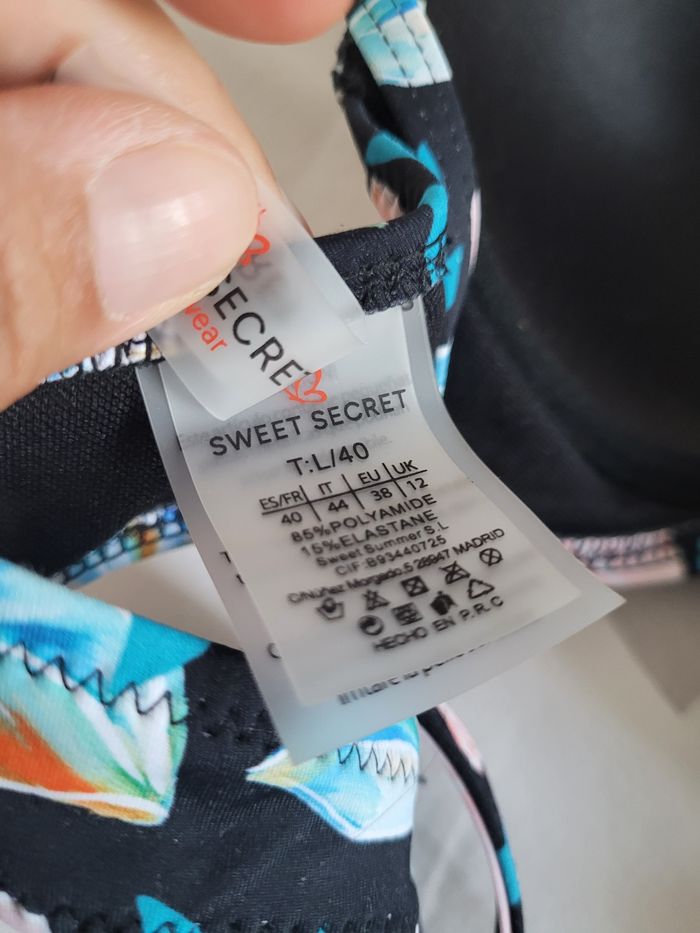 SECRET
wear
SWEET SECRET
T:L/40
ES/FR IT EU UK
40 44 38 12
85%POLYAMIDE
15%ELASTANE
Sweet Summer S.L
CIF:B93440725
C/Núñez Morgado,5 28947 MADRID
HECHO EN P.R.C